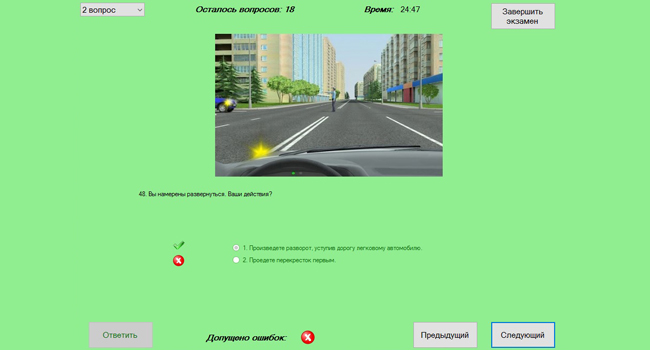 2 вопрос
Осталось вопросов: 18
Время: 24:47
Завершить
экзамен
48. Вы намерены развернуться. Ваши действия?
1. Произведете разворот, уступив дорогу легковому автомобилю.
2. Проедете перекресток первым.
Ответить
Допущено ошибок:
Предыдущий
Следующий